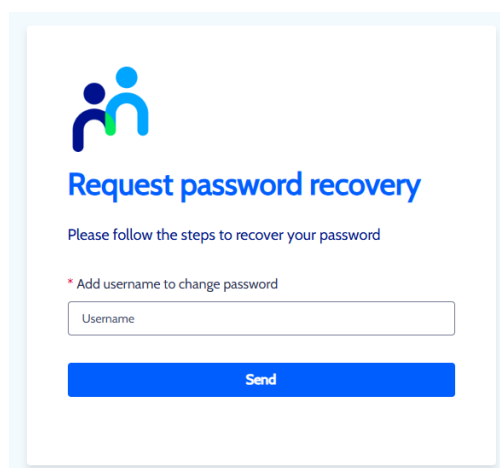 Request password recovery
Please follow the steps to recover your password
* Add username to change password
Username
Send